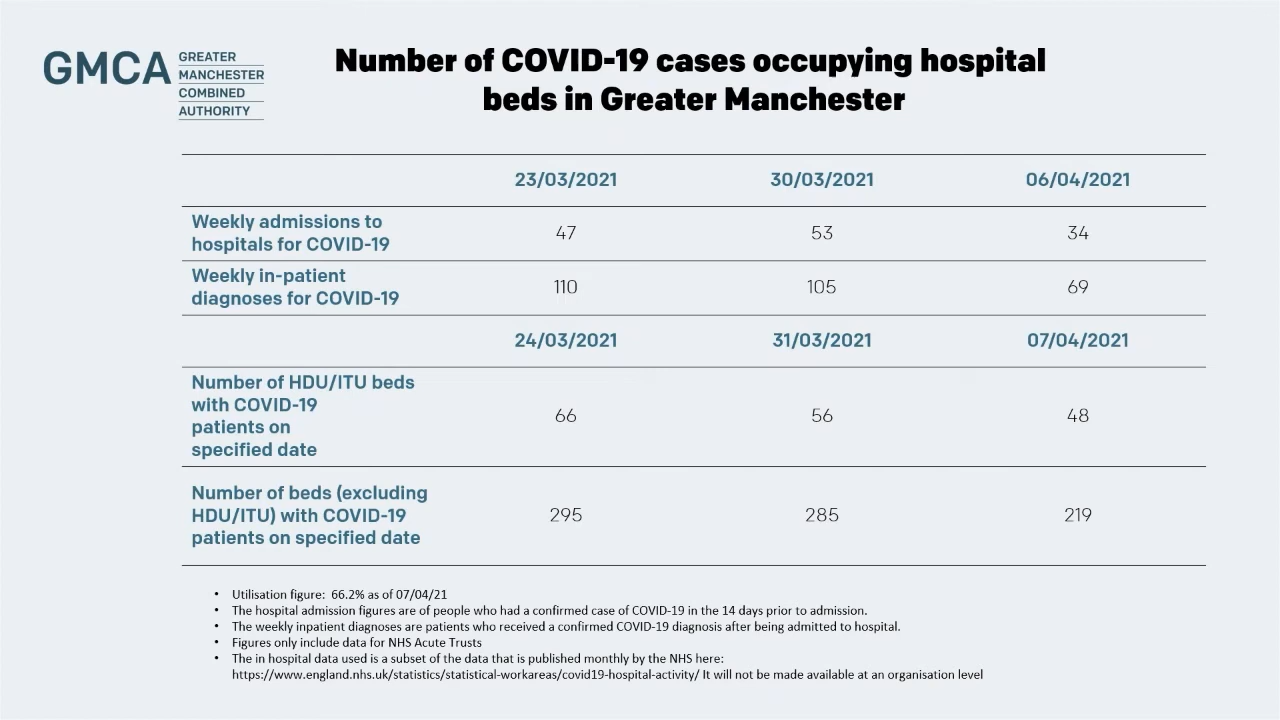 GMCA
GREATER
MANCHESTER
COMBINED
AUTHORITY
Number of COVID-19 cases occupying hospital
beds in Greater Manchester
23/03/2021 30/03/2021 06/04/2021
Weekly admissions to
hospitals for COVID-19
47 53 34
Weekly in-patient
diagnoses for COVID-19
110 105 69
24/03/2021 31/03/2021 07/04/2021
Number of HDU/ITU beds
with COVID-19
patients on
specified date
66 56 48
Number of beds (excluding
HDU/ITU) with COVID-19
patients on specified date
295 285 219
• Utilisation figure: 66.2% as of 07/04/21
• The hospital admission figures are of people who had a confirmed case of COVID-19 in the 14 days prior to admission.
• The weekly inpatient diagnoses are patients who received a confirmed COVID-19 diagnosis after being admitted to hospital.
• Figures only include data for NHS Acute Trusts
• The in hospital data used is a subset of the data that is published monthly by the NHS here:
https://www.england.nhs.uk/statistics/statistical-workareas/covid19-hospital-activity/ It will not be made available at an organisation level